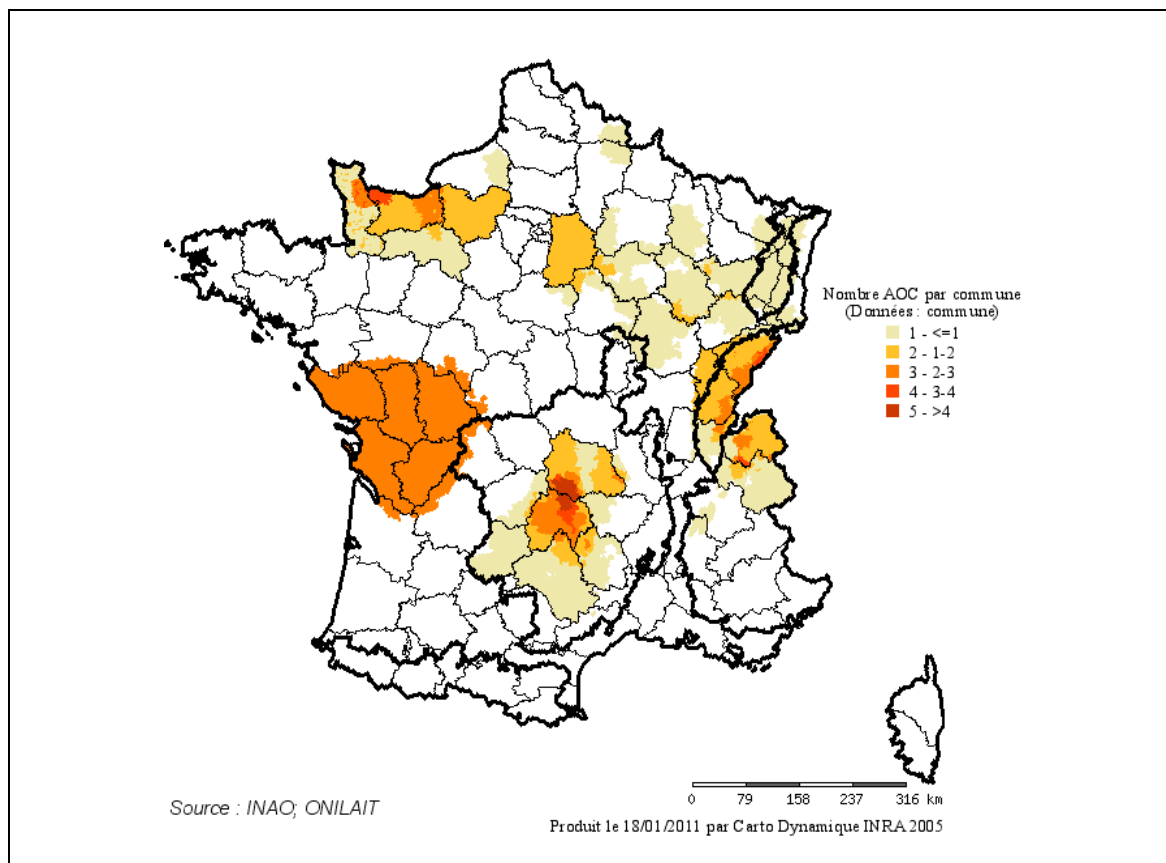 Nombre AOC par commune
(Données : commune)
1 - <=1
2 - 1-2
3 - 2-3
4 - 3-4
5 - >4
0 79 158 237 316 km
Source : INAO; ONILAIT
Produit le 18/01/2011 par Carto Dynamique INRA 2005